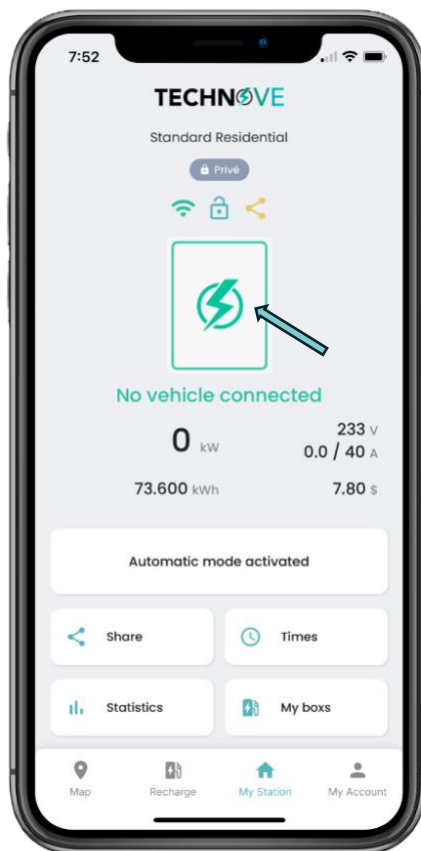 7:52
TECHNOVE
Standard Residential
Privé
No vehicle connected
0 kW
233 V
0.0 / 40 A
73.600 kWh
7.80 $
Automatic mode activated
Share
Times
Statistics
My boxs
Map
Recharge
My Station
My Account